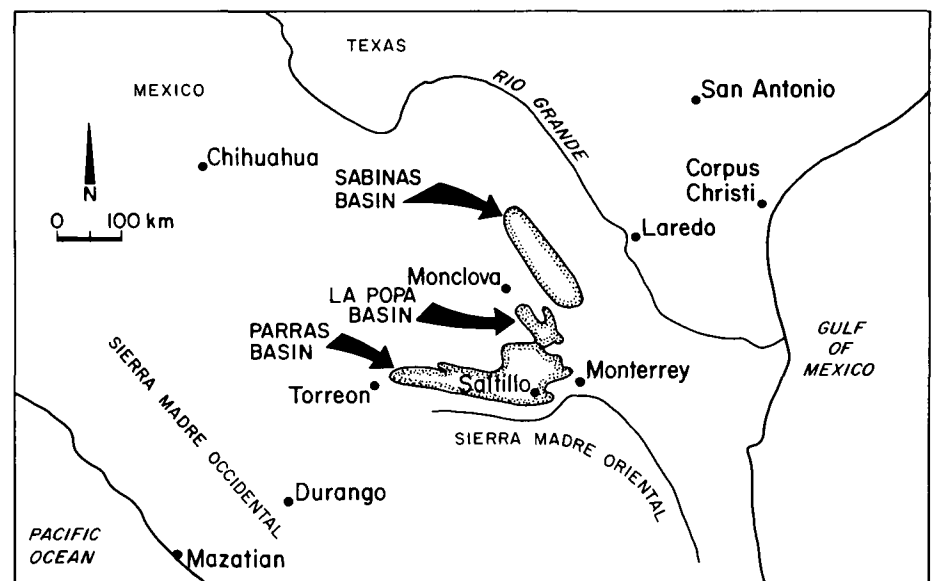 TEXAS
MEXICO
RIO GRANDE
San Antonio
Chihuahua
N
0 100 km
SABINAS
BASIN
Corpus
Christi
Laredo
Monclova
LA POPA
BASIN
PARRAS
BASIN
GULF
OF
MEXICO
Torreon
Saltillo
Monterrey
SIERRA MADRE OCCIDENTAL
SIERRA MADRE ORIENTAL
Durango
PACIFIC
OCEAN
Mazatian